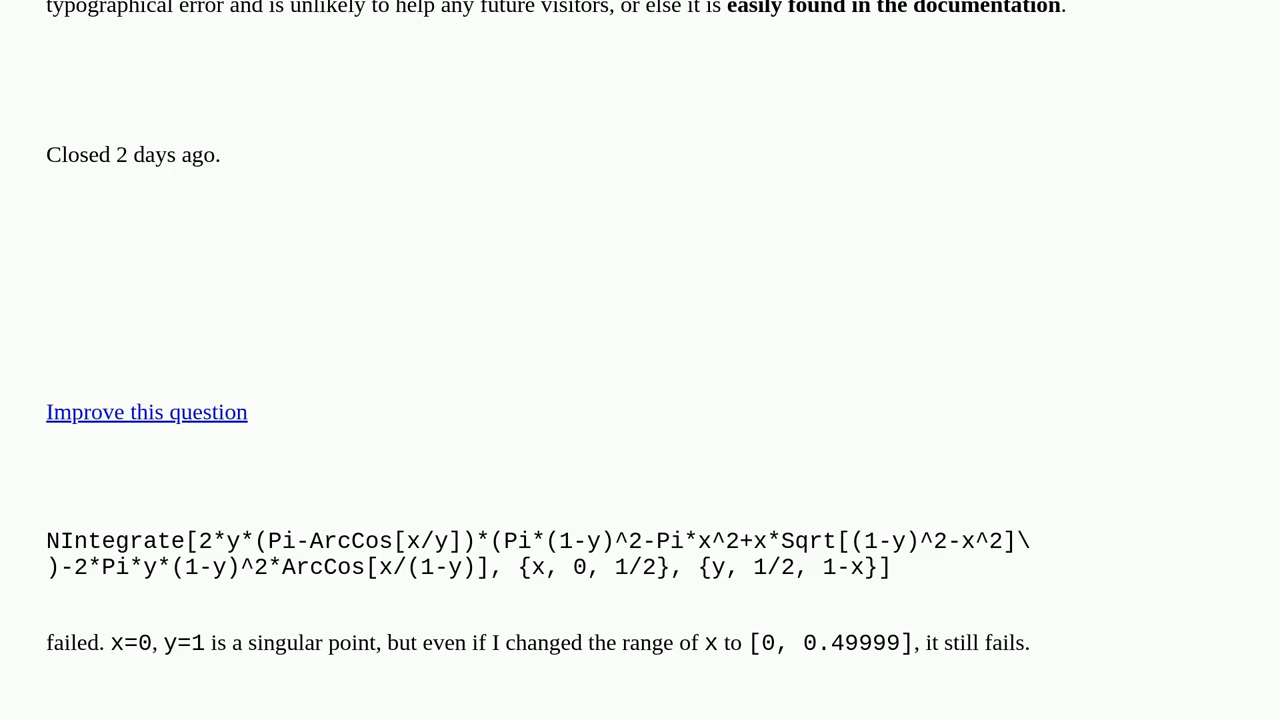 typographical error and is unlikely to help any future visitors, or else it is easily found in the documentation.
Closed 2 days ago.
Improve this question
NIntegrate[2*y*(Pi-ArcCos[x/y])*(Pi*(1-y)^2-Pi*x^2+x*Sqrt[(1-y)^2-x^2]\
)-2*Pi*y*(1-y)^2*ArcCos[x/(1-y)], {x, 0, 1/2}, {y, 1/2, 1-x}]
failed. x=0, y=1 is a singular point, but even if I changed the range of x to [0, 0.49999], it still fails.